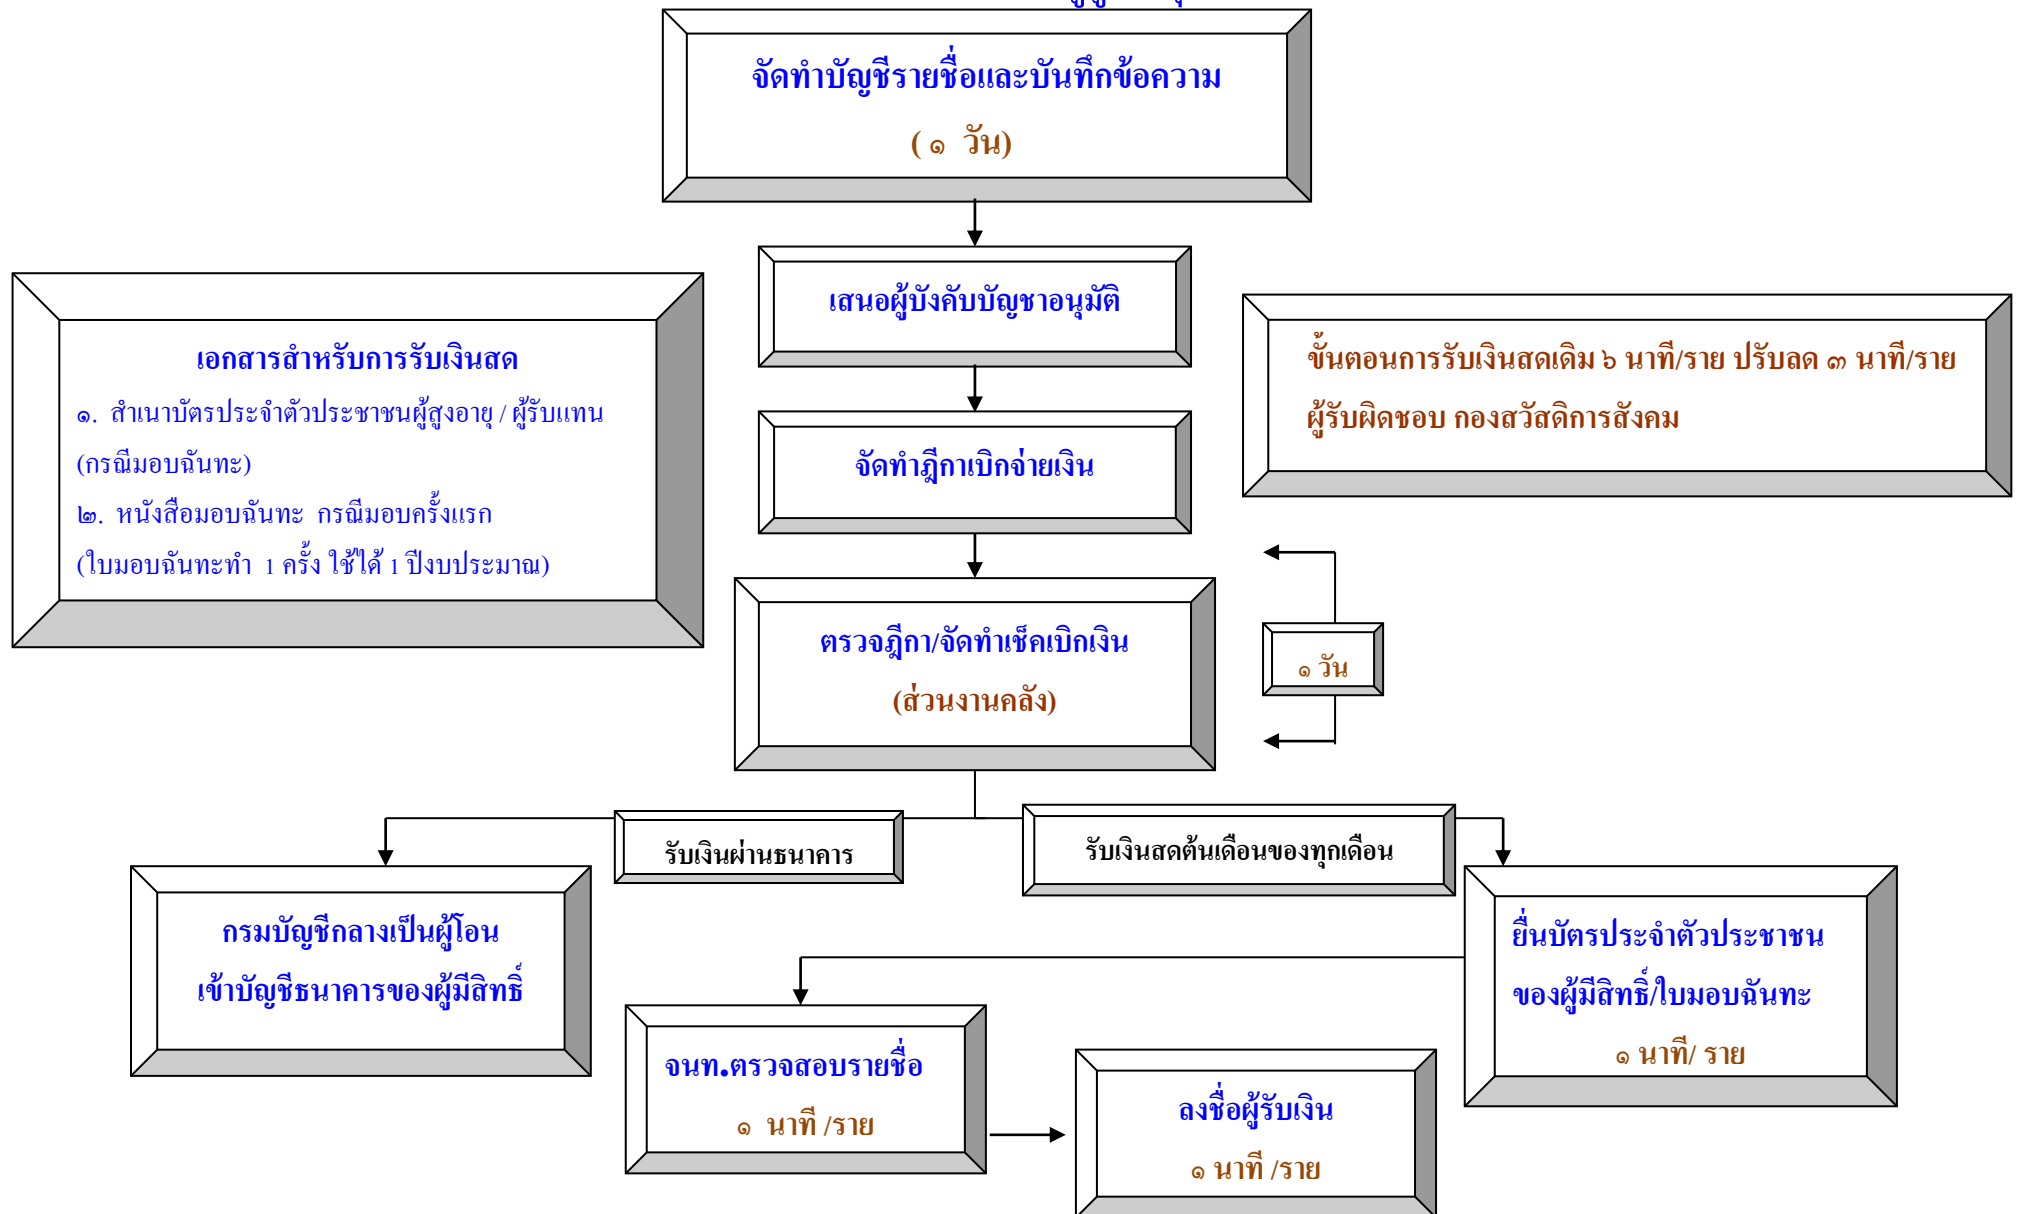 จัดทำบัญชีรายชื่อและบันทึกข้อความ
( ๑ วัน)
เสนอผู้บังคับบัญชาอนุมัติ
เอกสารสำหรับการรับเงินสด
๑. สำเนาบัตรประจำตัวประชาชนผู้สูงอายุ / ผู้รับแทน
(กรณีมอบฉันทะ)
๒. หนังสือมอบฉันทะ กรณีมอบครั้งแรก
(ใบมอบฉันทะทำ 1 ครั้ง ใช้ได้ 1 ปีงบประมาณ)
ขั้นตอนการรับเงินสดเดิม ๖ นาที/ราย ปรับลด ๓ นาที/ราย
ผู้รับผิดชอบ กองสวัสดิการสังคม
จัดทำฎีกาเบิกจ่ายเงิน
ตรวจฎีกา/จัดทำเช็คเบิกเงิน
(ส่วนงานคลัง)
๑ วัน
รับเงินผ่านธนาคาร
รับเงินสดต้นเดือนของทุกเดือน
กรมบัญชีกลางเป็นผู้โอน
เข้าบัญชีธนาคารของผู้มีสิทธิ์
ยื่นบัตรประจำตัวประชาชน
ของผู้มีสิทธิ์/ใบมอบฉันทะ
๑ นาที/ ราย
จนท.ตรวจสอบรายชื่อ
๑ นาที /ราย
ลงชื่อผู้รับเงิน
๑ นาที /ราย